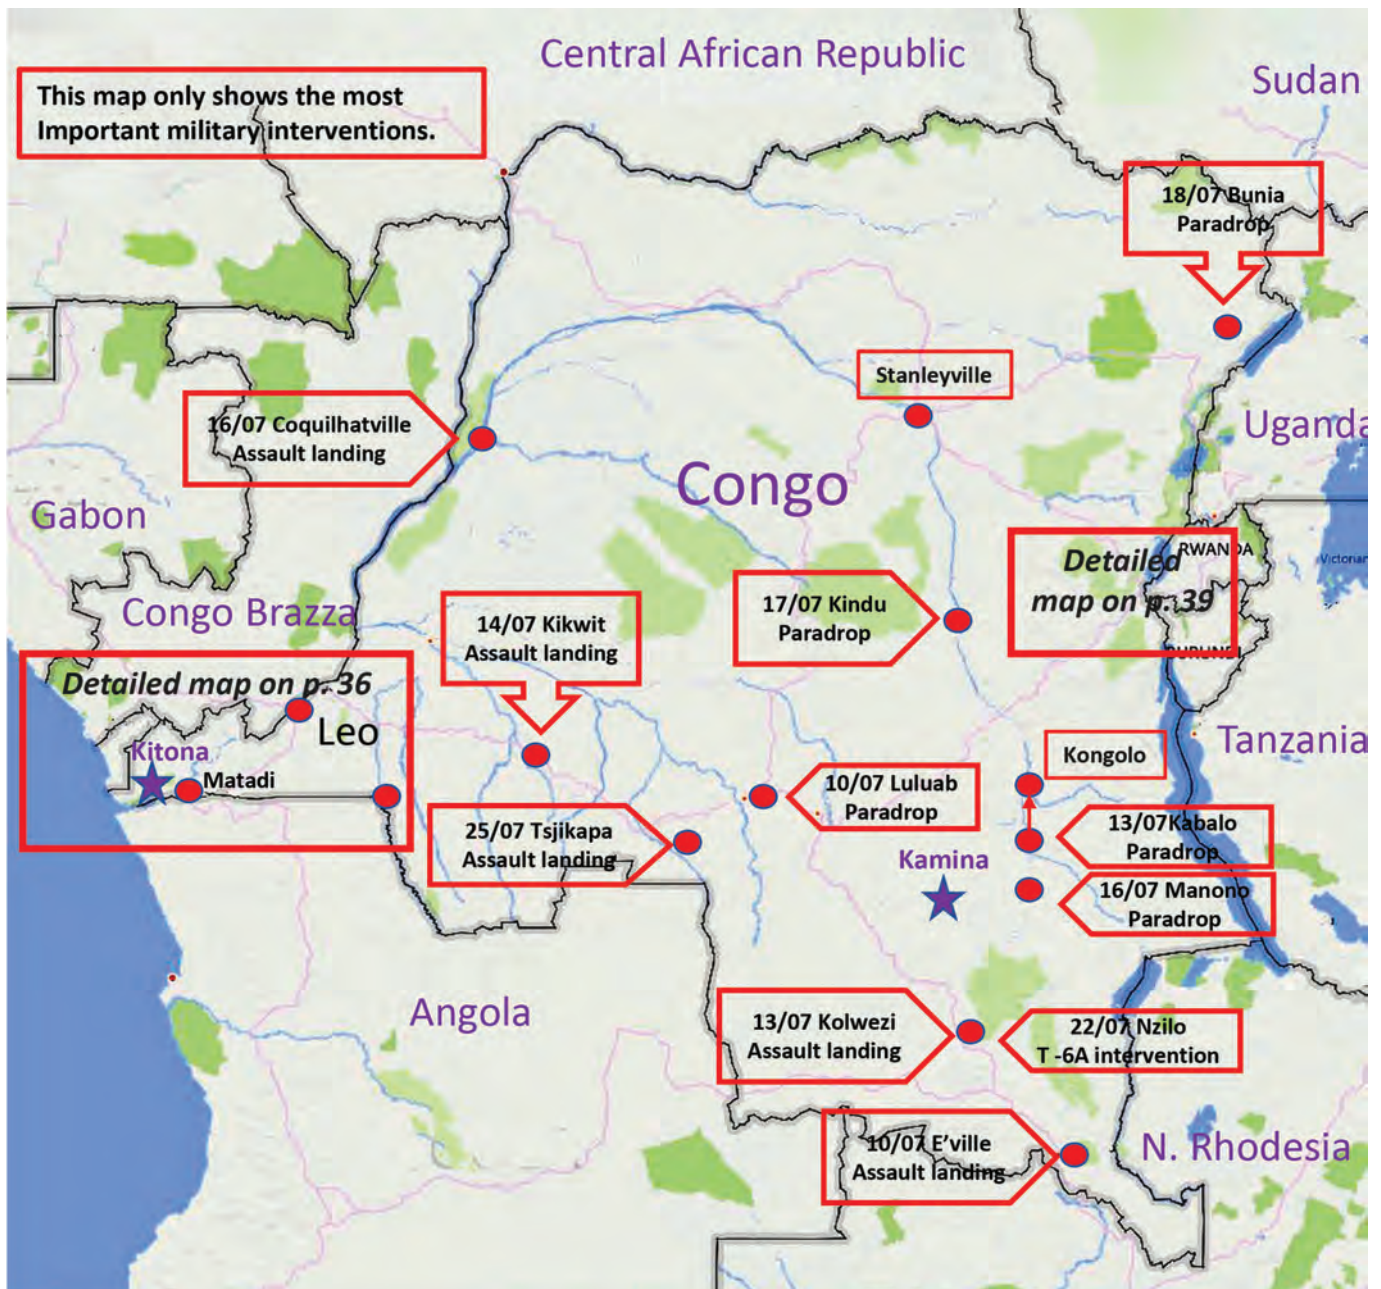 Central African Republic
Sudan
This map only shows the most
Important military interventions.
18/07 Bunia
Paradrop
Stanleyville
16/07 Coquilhatville
Assault landing
Uganda
Congo
Gabon
Detailed
map on p. 39
RWANDA
Victoria
17/07 Kindu
Paradrop
Congo Brazza
14/07 Kikwit
Assault landing
BURUNDI
Detailed map on p. 36
Leo
Kitona
Matadi
Tanzania
Kongolo
10/07 Luluab
Paradrop
25/07 Tsjikapa
Assault landing
13/07Kabalo
Paradrop
Kamina
16/07 Manono
Paradrop
Angola
13/07 Kolwezi
Assault landing
22/07 Nzilo
T -6A intervention
10/07 E'ville
Assault landing
N. Rhodesia